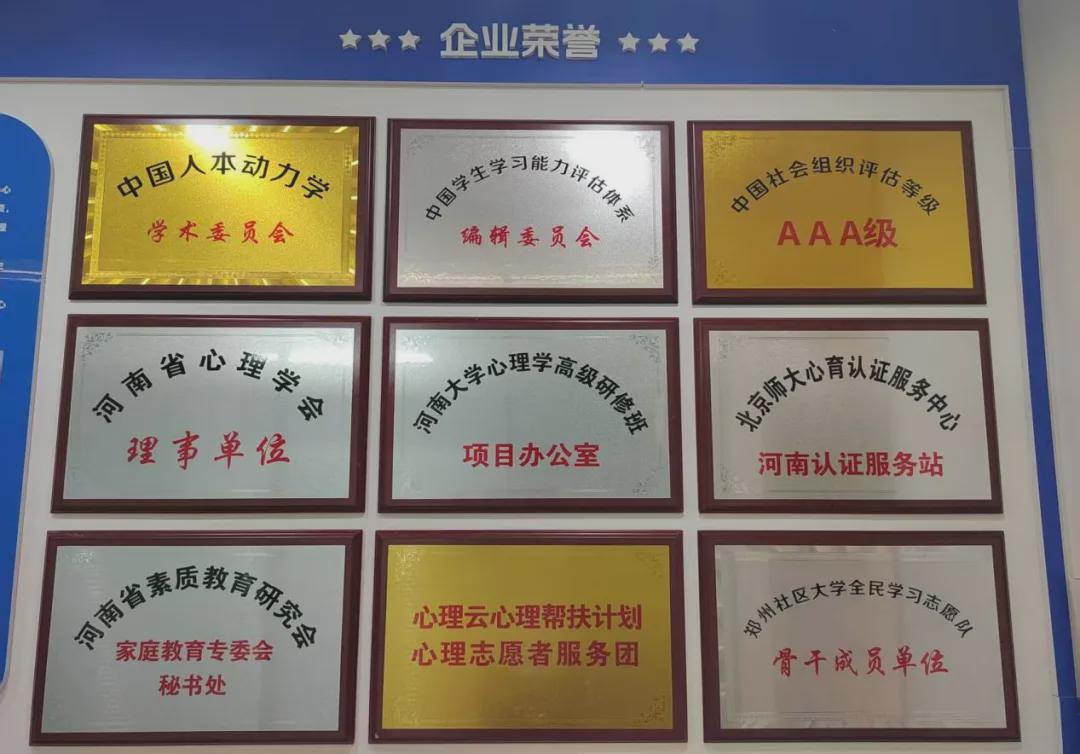 企业荣誉
中国人本动力学
学术委员会
中国学生学习能力评估体系
编辑委员会
中国社会组织评估等级
AAA级
河南省心理学会
理事单位
河南大学心理学高级研修班
项目办公室
北京师大心育认证服务中心
河南认证服务站
河南省素质教育研究会
家庭教育专委会
秘书处
心理云心理帮扶计划
心理志愿者服务团
郑州社区大学全民学习志愿队
骨干成员单位